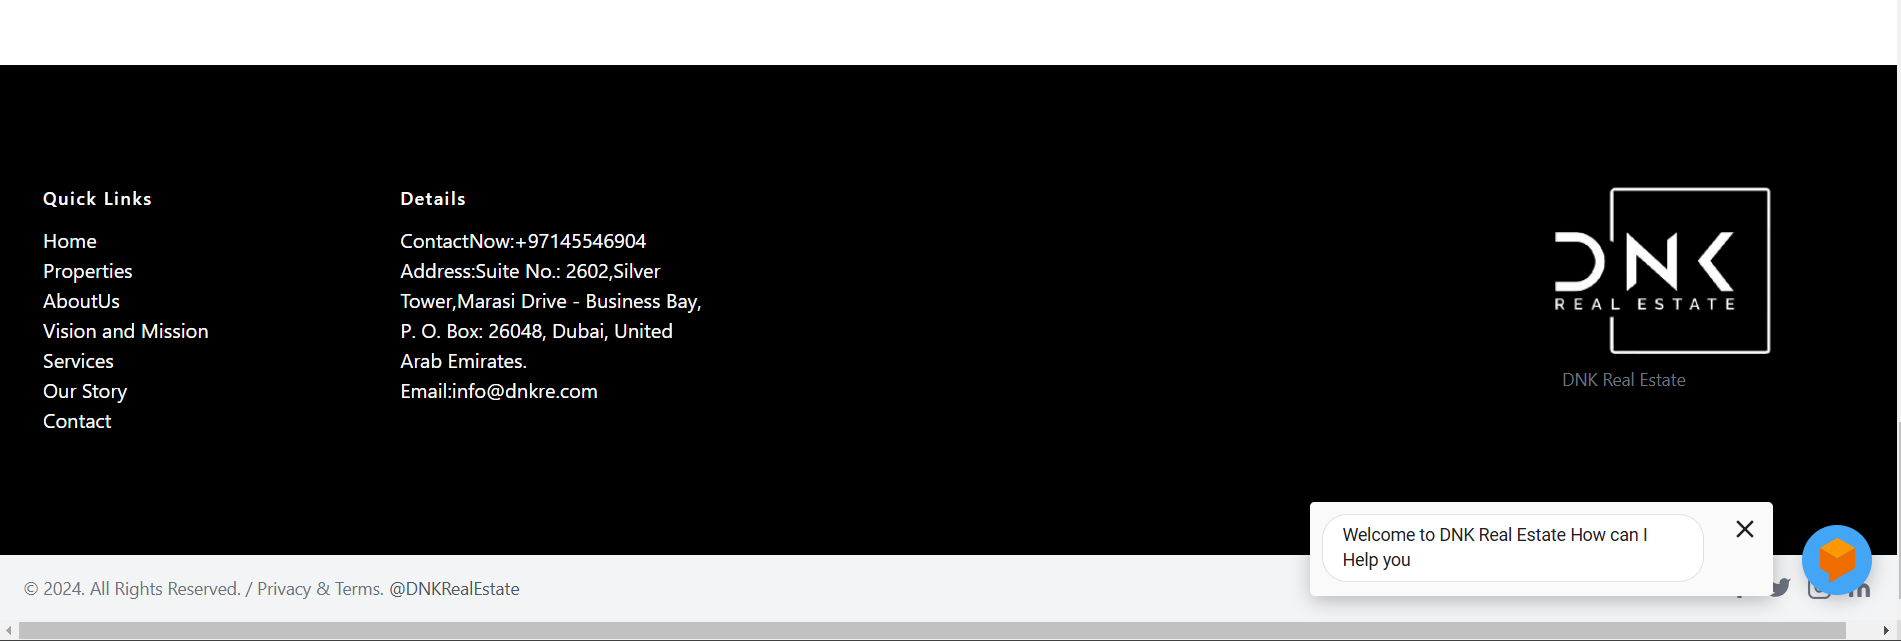 Quick Links
Home
Properties
AboutUs
Vision and Mission
Services
Our Story
Contact
Details
ContactNow:+97145546904
Address:Suite No.: 2602,Silver
Tower,Marasi Drive - Business Bay,
P. O. Box: 26048, Dubai, United
Arab Emirates.
Email:info@dnkre.com
DNK
REAL ESTATE
DNK Real Estate
Welcome to DNK Real Estate How can I
Help you
© 2024. All Rights Reserved. / Privacy & Terms. @DNKRealEstate